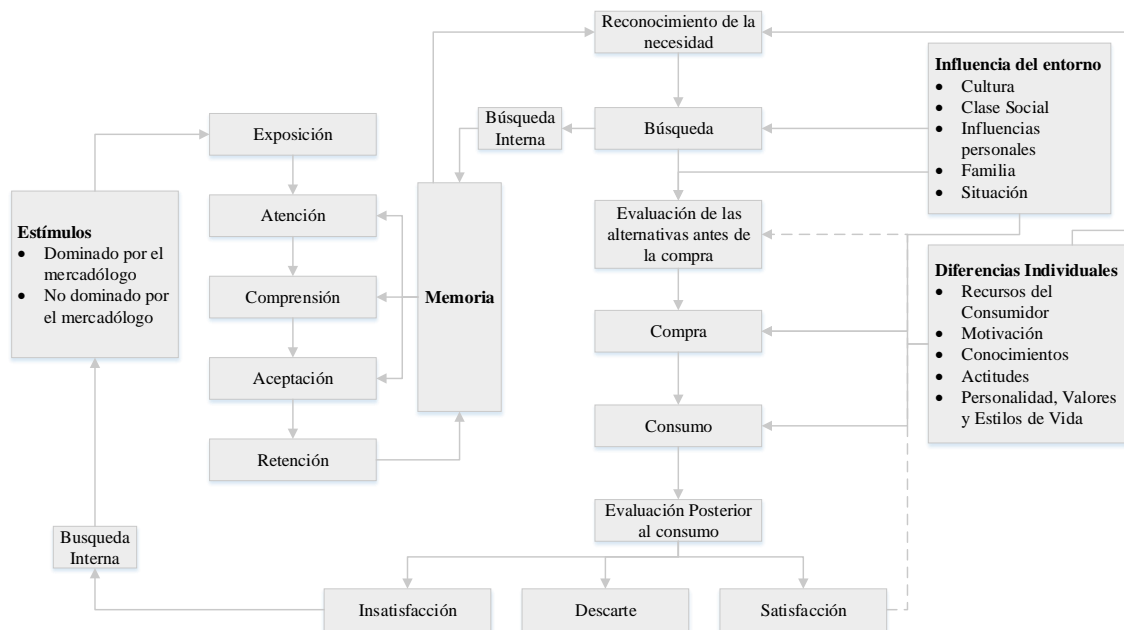 Reconocimiento de la
necesidad
Influencia del entorno
• Cultura
• Clase Social
• Influencias
personales
• Familia
• Situación
Búsqueda
Interna
Búsqueda
Exposición
Estímulos
• Dominado por el
mercadólogo
• No dominado por
el mercadólogo
Atención
Comprensión
Aceptación
Retención
Memoria
Evaluación de las
alternativas antes de
la compra
Compra
Consumo
Diferencias Individuales
• Recursos del
Consumidor
• Motivación
• Conocimientos
• Actitudes
• Personalidad, Valores
y Estilos de Vida
Evaluación Posterior
al consumo
Busqueda
Interna
Insatisfacción
Descarte
Satisfacción